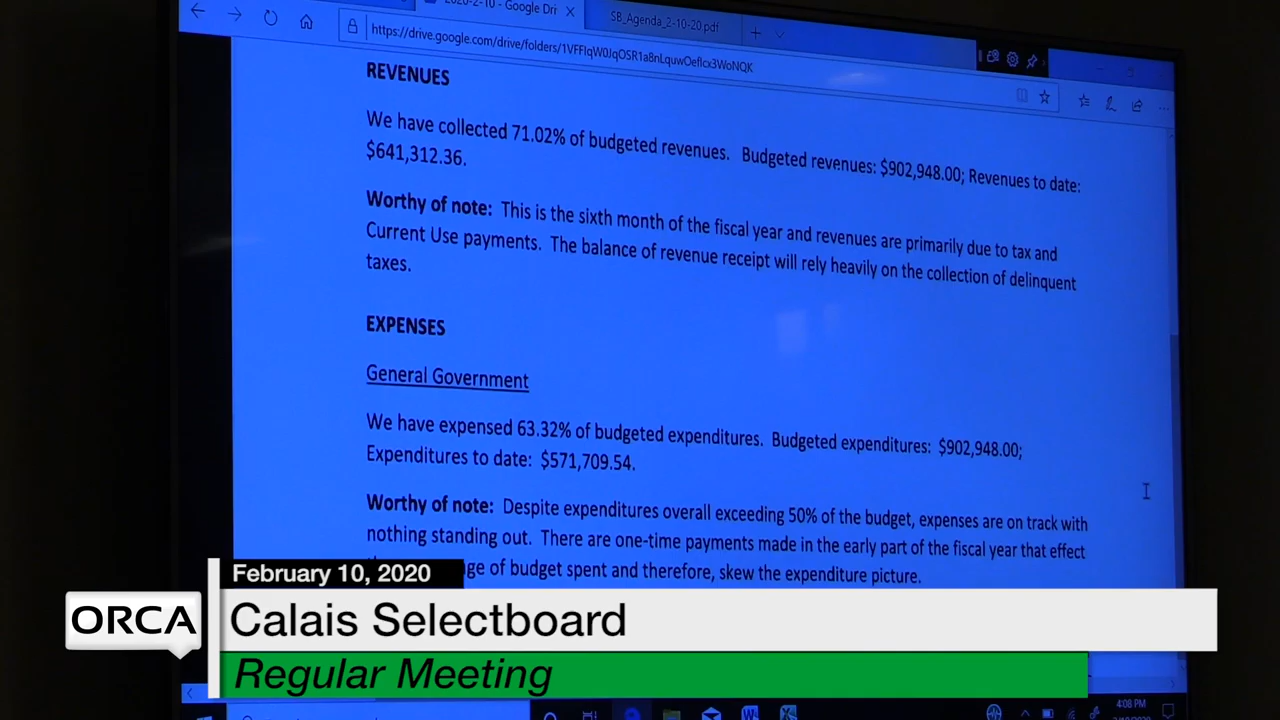 2020-2-10 - Google Dri
SB_Agenda_2-10-20.pdf
https://drive.google.com/drive/folders/
REVENUES
We have collected 71.02% of budgeted revenues. Budgeted revenues: $902,948.00; Revenues to date:
$641,312.36.
Worthy of note: This is the sixth month of the fiscal year and revenues are primarily due to tax and
Current Use payments. The balance of revenue receipt will rely heavily on the collection of delinquent
taxes.
EXPENSES
General Government
We have expensed 63.32% of budgeted expenditures. Budgeted expenditures: $902,948.00;
Expenditures to date: $571,709.54.
Worthy of note: Despite expenditures overall exceeding 50% of the budget, expenses are on track with
nothing standing out. There are one-time payments made in the early part of the fiscal year that effect
ge of budget spent and therefore, skew the expenditure picture.
February 10, 2020
ORCA
Calais Selectboard
Regular Meeting
4:08 PM